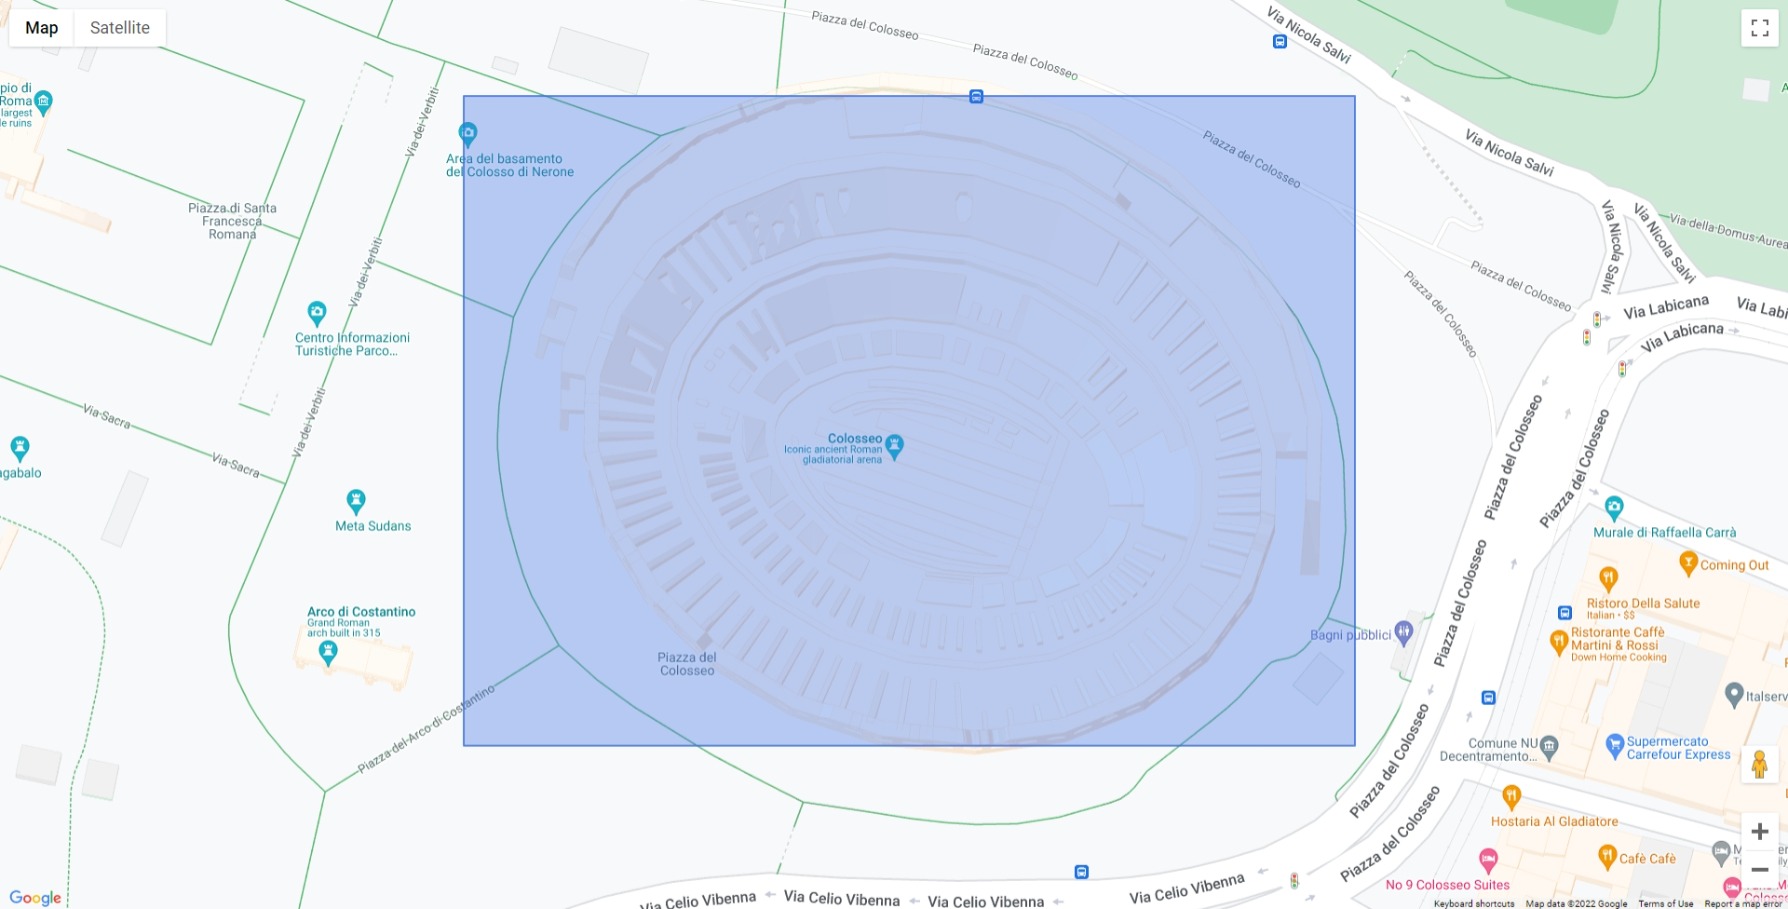 Map
Satellite
Piazza del Colosseo
Piazza del Colosseo
Via Nicola Salvi
pio di
Roma
largest
le ruins
Via dei Verbiti
Area del basamento
del Colosso di Nerone
Piazza del Colosseo
Via Nicola Salvi
Piazza di Santa
Francesca
Romana
Via Nicola Salvi
Via Nicola Salvi
Via della Domus Aurea
Via dei Verbiti
Piazza del Colosseo
Piazza del Colosseo
Via Labicana
Via Labi
Via Labicana
Centro Informazioni
Turistiche Parco...
Via Sacra
Via dei Verbiti
Via Sacra
agabalo
Colosseo
Iconic ancient Roman
gladiatorial arena
Piazza del Colosseo
Piazza del Colosseo
Meta Sudans
Murale di Raffaella Carrà
Coming Out
Piazza del Colosseo
Ristoro Della Salute
Italian • $$
Arco di Costantino
Grand Roman
arch built in 315
Bagni pubblici
Ristorante Caffè
Martini & Rossi
Down Home Cooking
Piazza del
Colosseo
Italserv
Piazza del Arco di Costantino
Piazza del Colosseo
Comune NU
Decentramento...
Supermercato
Carrefour Express
Piazza del Colosseo
Hostaria Al Gladiatore
Cafè Cafè
No 9 Colosseo Suites
Via Celio Vibenna
Via Celio Vibenna
Via Celio Vibenna
Via Celio Vibenna
Google
Keyboard shortcuts
Map data ©2022 Google
Terms of Use
Report a map error